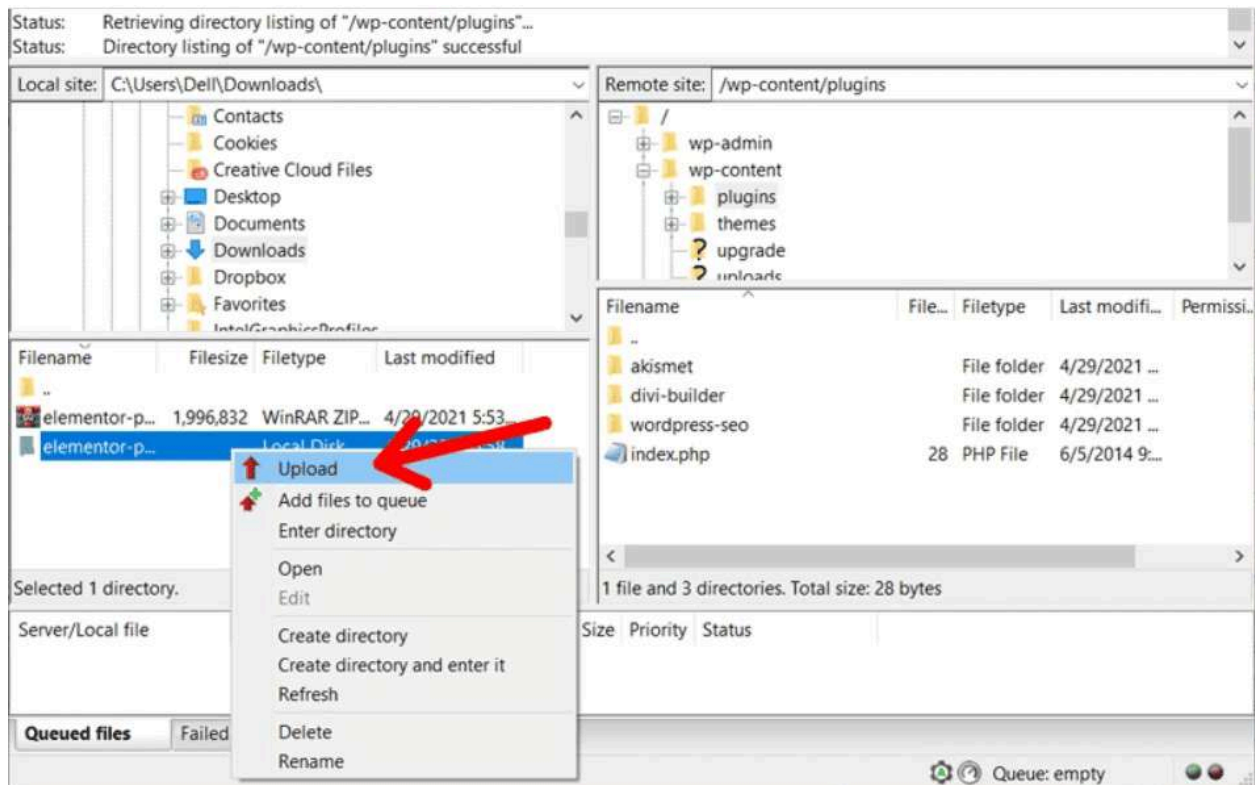 Status: Retrieving directory listing of "/wp-content/plugins"...
Status: Directory listing of "/wp-content/plugins" successful
Local site: C:\Users\Dell\Downloads\
Contacts
Cookies
Creative Cloud Files
Desktop
Documents
Downloads
Dropbox
Favorites
IntelGraphicsProfiles
Filename Filesize Filetype Last modified
..
elementor-p... 1,996,832 WinRAR ZIP... 4/29/2021 5:53...
elementor-p... Local Disk
Selected 1 directory.
Remote site: /wp-content/plugins
/
wp-admin
wp-content
plugins
themes
upgrade
uploads
Filename File... Filetype Last modifi... Permissi...
..
akismet File folder 4/29/2021 ...
divi-builder File folder 4/29/2021 ...
wordpress-seo File folder 4/29/2021 ...
index.php 28 PHP File 6/5/2014 9:...
1 file and 3 directories. Total size: 28 bytes
Upload
Add files to queue
Enter directory
Open
Edit
Create directory
Create directory and enter it
Refresh
Delete
Rename
Server/Local file Size Priority Status
Queued files Failed
Queue: empty